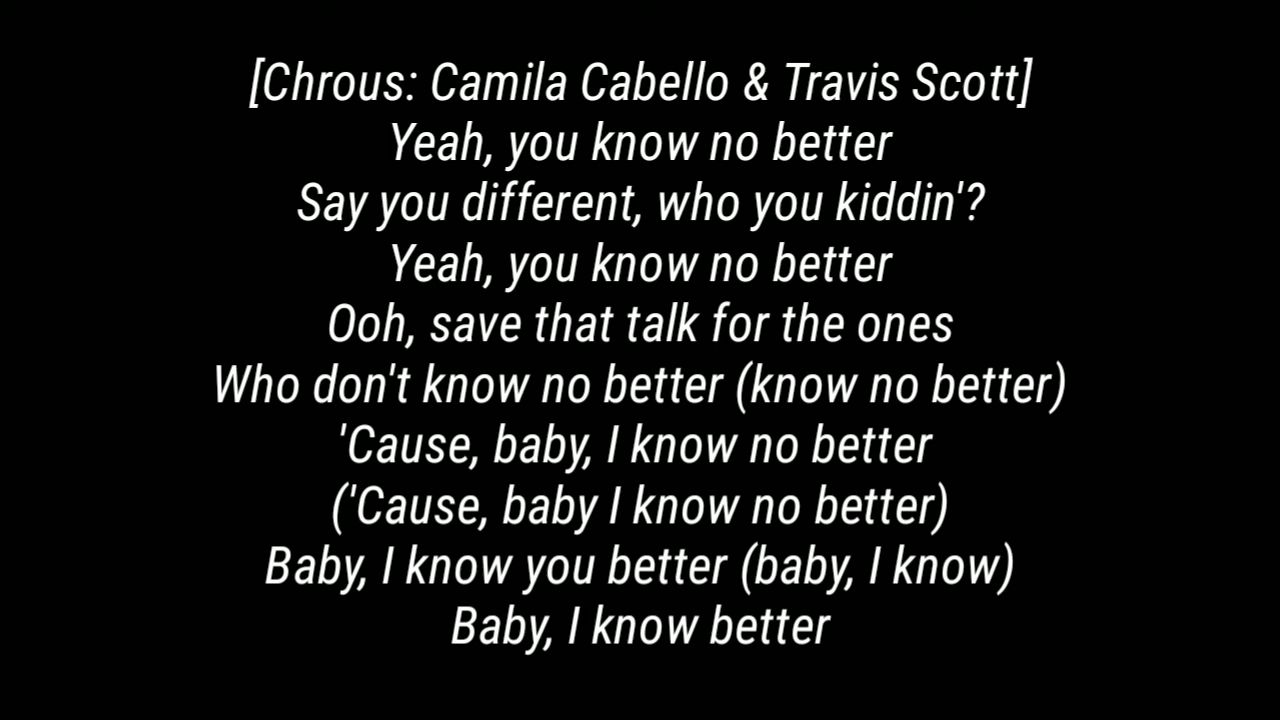 [Chrous: Camila Cabello & Travis Scott]
Yeah, you know no better
Say you different, who you kiddin'?
Yeah, you know no better
Ooh, save that talk for the ones
Who don't know no better (know no better)
'Cause, baby, I know no better
('Cause, baby I know no better)
Baby, I know you better (baby, I know)
Baby, I know better